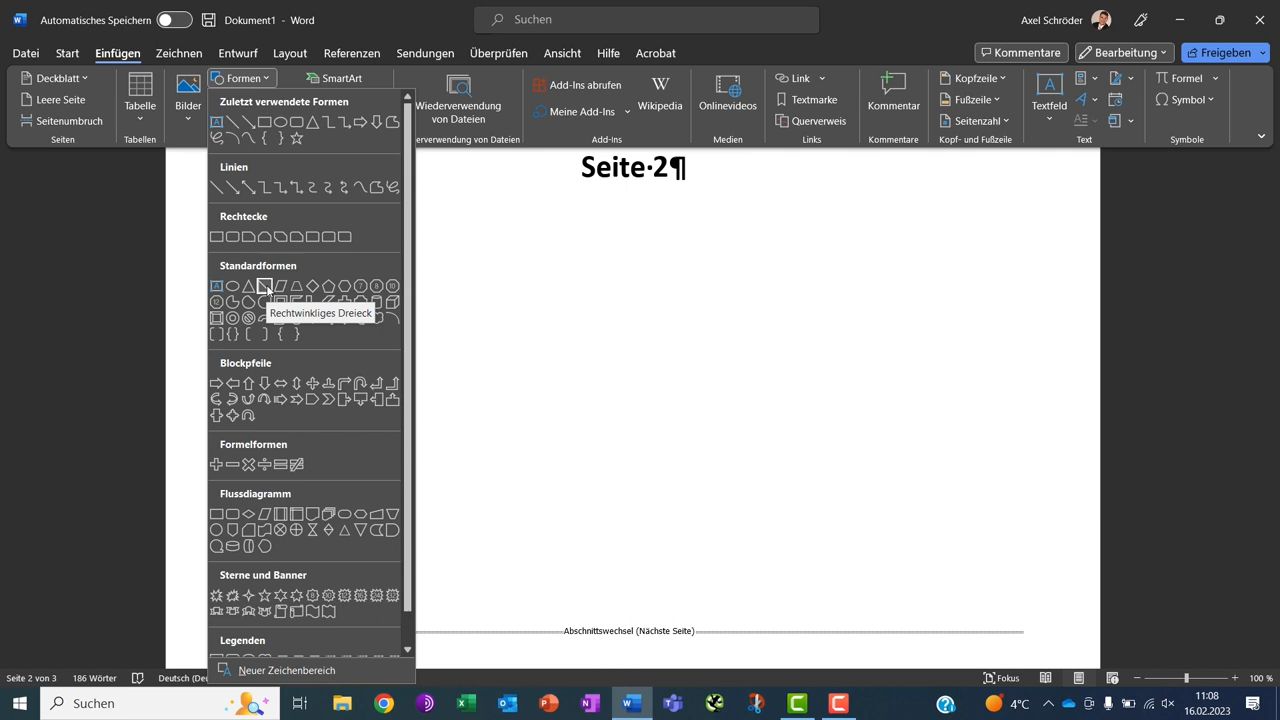 Automatisches Speichern
Dokument1 - Word
Suchen
Axel Schröder
Datei
Start
Einfügen
Zeichnen
Entwurf
Layout
Referenzen
Sendungen
Überprüfen
Ansicht
Hilfe
Acrobat
Kommentare
Bearbeitung
Freigeben
Deckblatt
Leere Seite
Seitenumbruch
Seiten
Tabelle
Tabellen
Bilder
Formen
SmartArt
Wiederverwendung
von Dateien
erverwendung von Dateien
Add-Ins abrufen
Meine Add-Ins
Wikipedia
Add-Ins
Onlinevideos
Medien
Link
Textmarke
Querverweis
Links
Kommentar
Kommentare
Kopfzeile
Fußzeile
Seitenzahl
Kopf- und Fußzeile
Textfeld
Text
Formel
Symbol
Symbole
Zuletzt verwendete Formen
Linien
Rechtecke
Standardformen
Rechtwinkliges Dreieck
Blockpfeile
Formelformen
Flussdiagramm
Sterne und Banner
Legenden
Neuer Zeichenbereich
Seite·2¶
Abschnittswechsel (Nächste Seite)
Seite 2 von 3
186 Wörter
Deutsch (De
Fokus
100 %
Suchen
4°C
11:08
16.02.2023